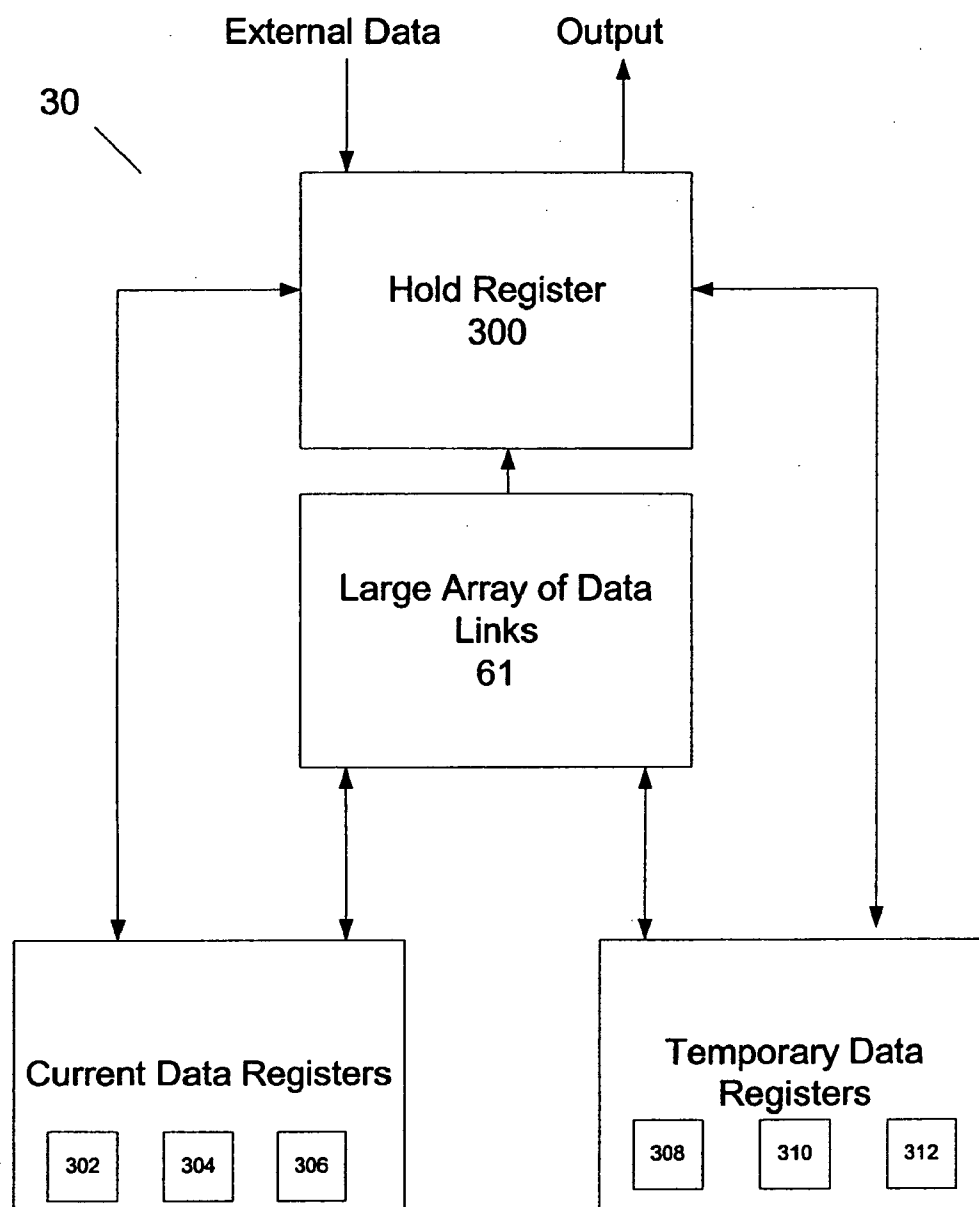 External Data
Output
30
Hold Register
300
Large Array of Data
Links
61
Current Data Registers
302
304
306
Temporary Data
Registers
308
310
312